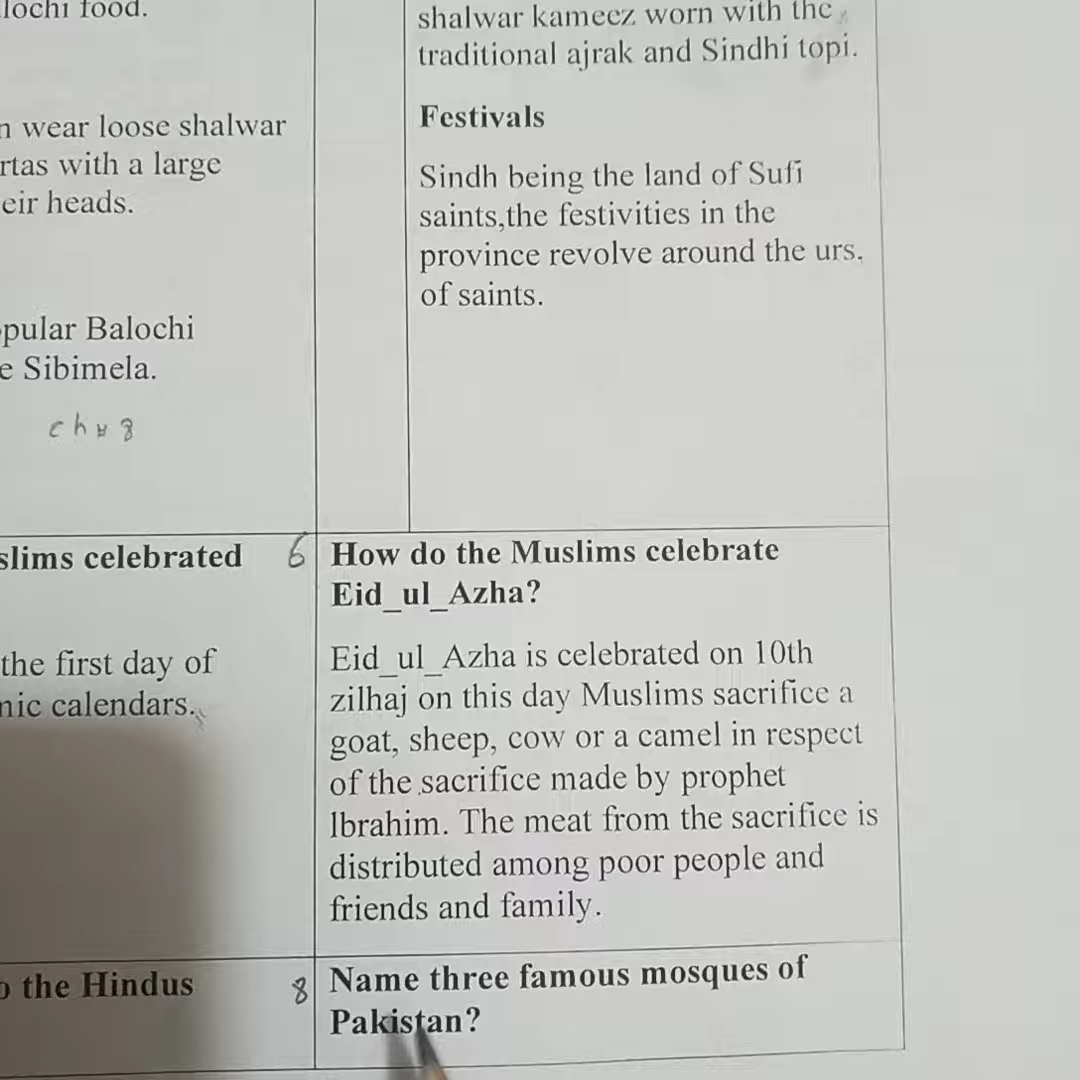 lochi food.
n wear loose shalwar
rtas with a large
eir heads.
pular Balochi
e Sibimela.
shalwar kameez worn with the
traditional ajrak and Sindhi topi.
Festivals
Sindh being the land of Sufi
saints,the festivities in the
province revolve around the urs.
of saints.
slims celebrated
the first day of
nic calendars.
6
How do the Muslims celebrate
Eid_ul_Azha?
Eid_ul_Azha is celebrated on 10th
zilhaj on this day Muslims sacrifice a
goat, sheep, cow or a camel in respect
of the sacrifice made by prophet
lbrahim. The meat from the sacrifice is
distributed among poor people and
friends and family.
o the Hindus
8
Name three famous mosques of
Pakistan?